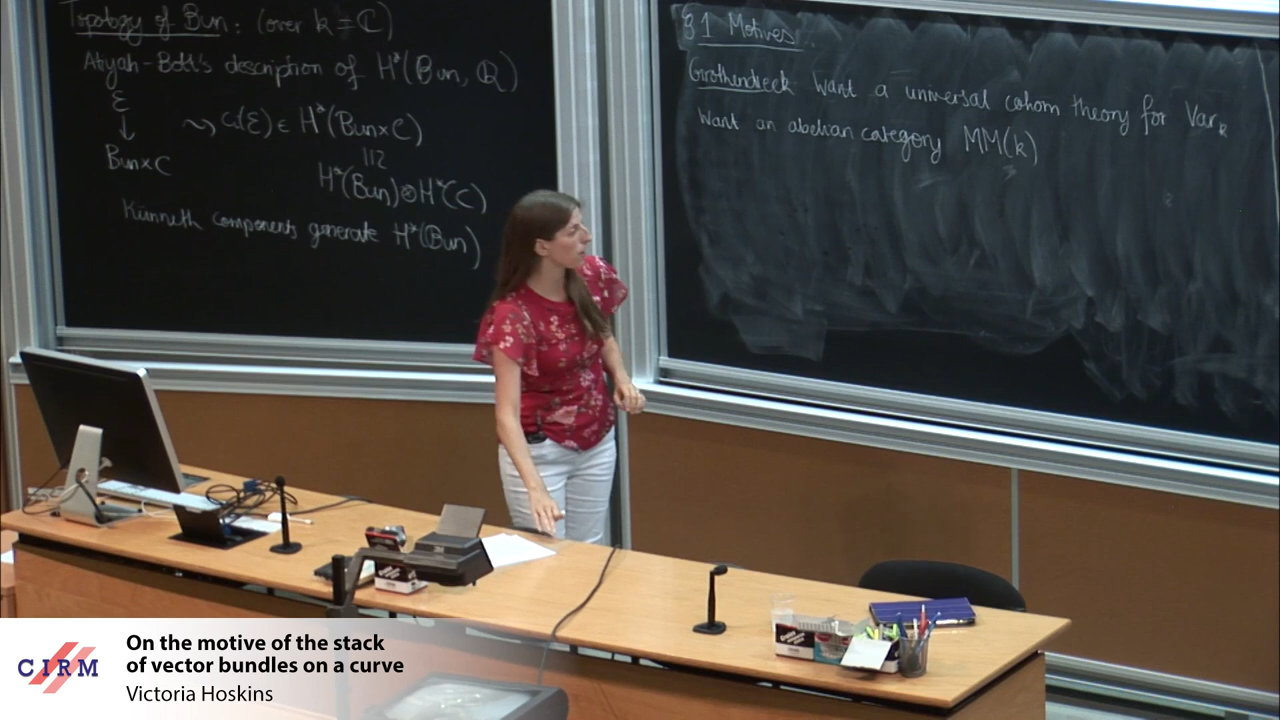 Topology of Bun: (over k = ℂ)
Atiyah-Bott's description of H*(Bun, ℚ)
ℰ
↓
Bun×C
⇝ cᵢ(ℰ) ∈ H*(Bun×C)
≅
H*(Bun)⊗H*(C)
Künneth components generate H*(Bun)
§1 Motives
Grothendieck Want a universal cohom theory for Varₖ
Want an abelian category MM(k)
CIRM
On the motive of the stack
of vector bundles on a curve
Victoria Hoskins